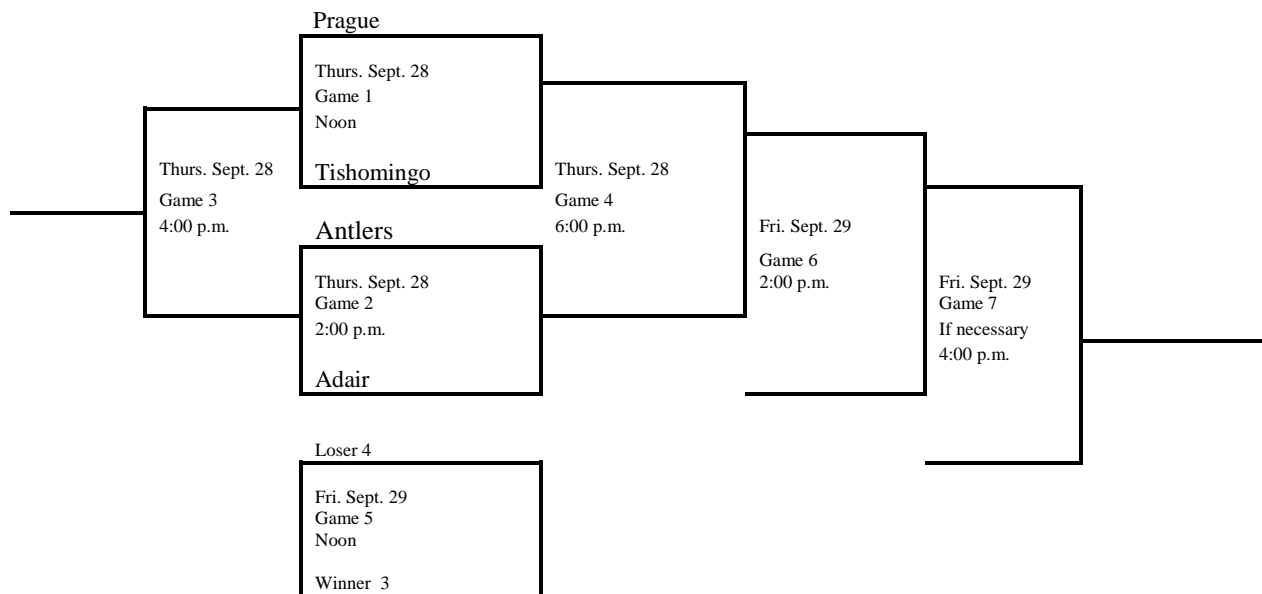 Prague
Thurs. Sept. 28
Game 1
Noon
Tishomingo
Thurs. Sept. 28
Game 3
4:00 p.m.
Thurs. Sept. 28
Game 4
6:00 p.m.
Antlers
Thurs. Sept. 28
Game 2
2:00 p.m.
Adair
Fri. Sept. 29
Game 6
2:00 p.m.
Fri. Sept. 29
Game 7
If necessary
4:00 p.m.
Loser 4
Fri. Sept. 29
Game 5
Noon
Winner 3